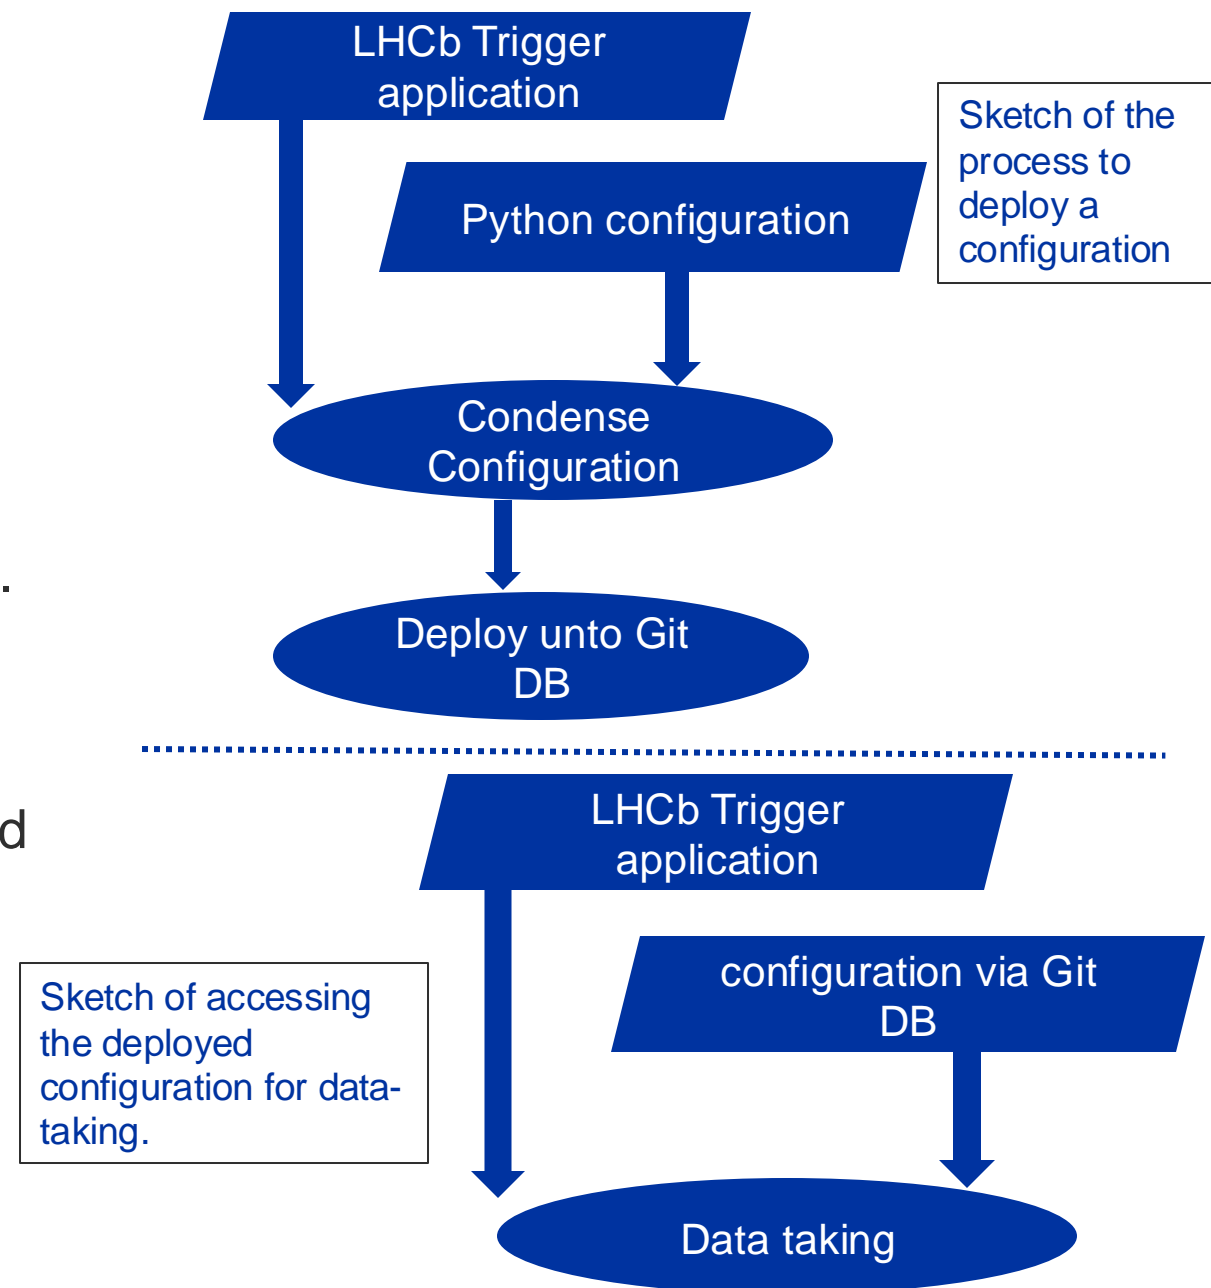 LHCb Trigger
application
Sketch of the
process to
deploy a
configuration
Python configuration
Condense
Configuration
.
Deploy unto Git
DB
LHCb Trigger
application
d
configuration via Git
DB
Sketch of accessing
the deployed
configuration for data-
taking.
Data taking